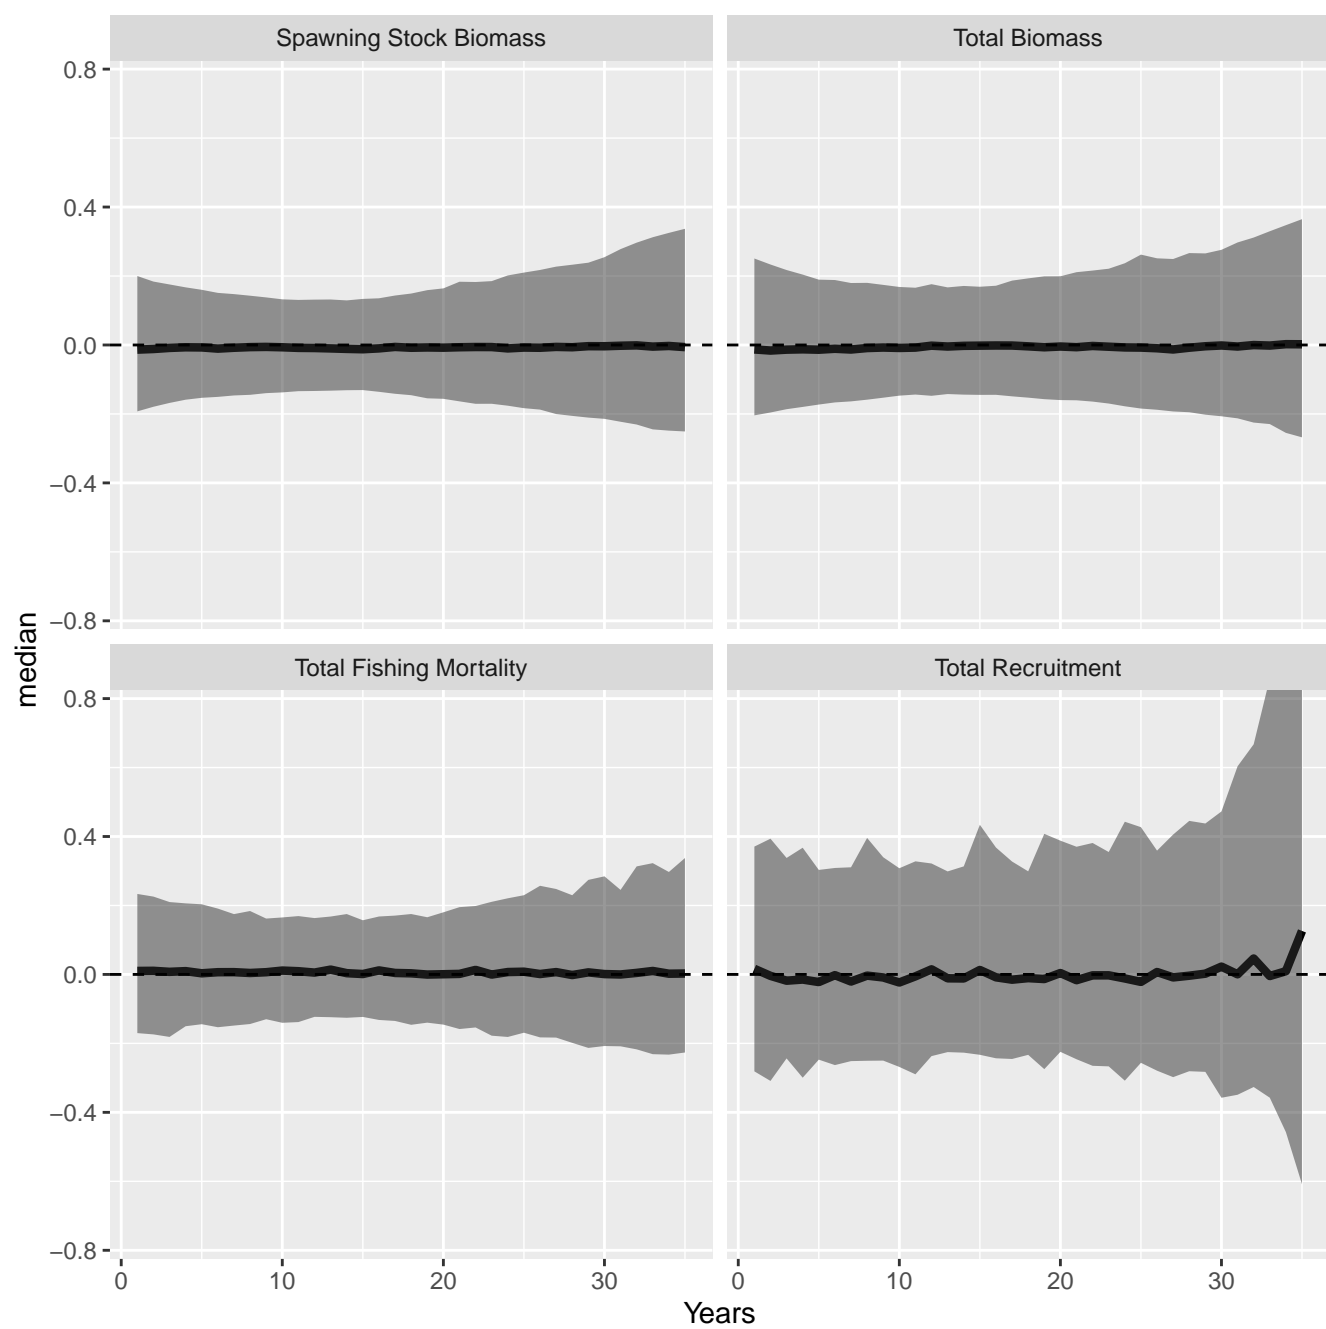 Spawning Stock Biomass
Total Biomass
0.8
0.4
0.0
−0.4
−0.8
Total Fishing Mortality
Total Recruitment
0.8
0.4
0.0
−0.4
−0.8
median
0 10 20 30
0 10 20 30
Years